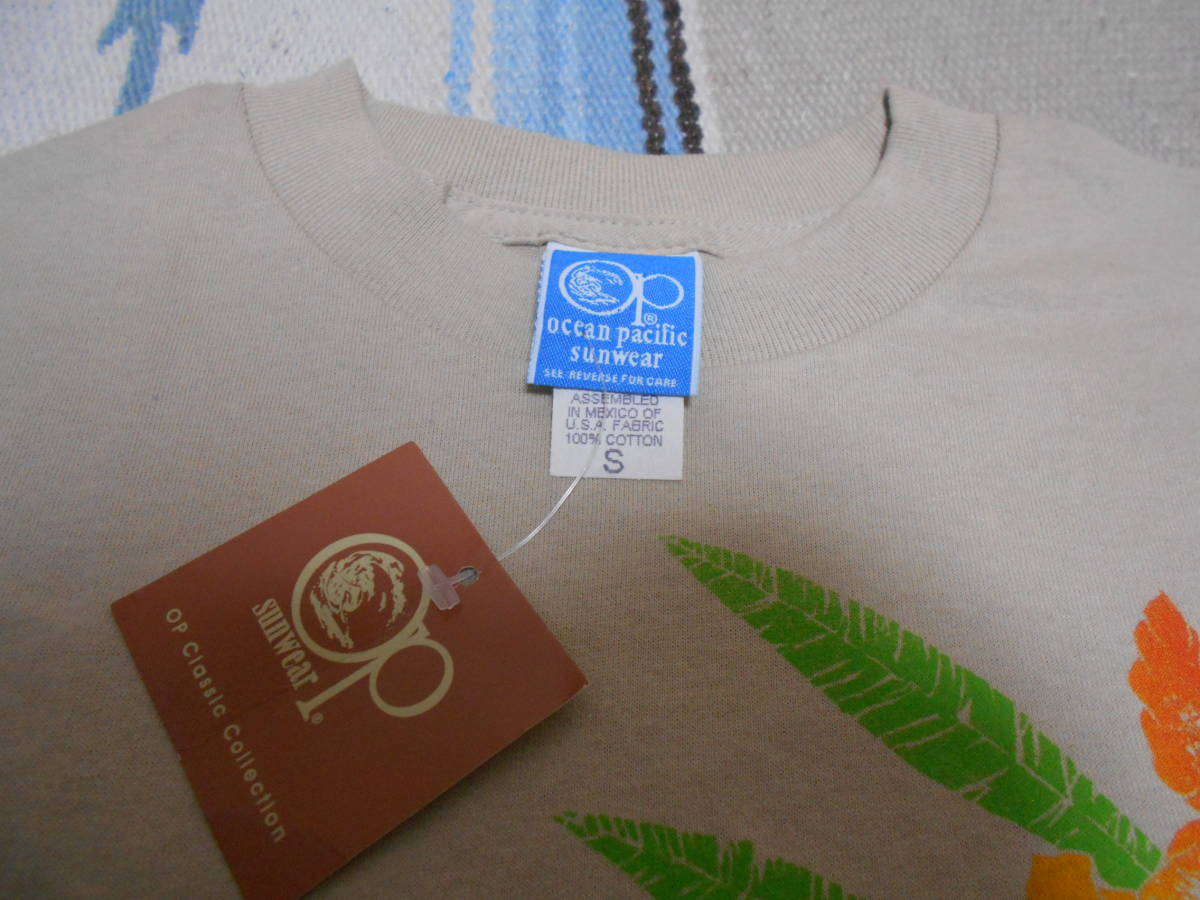 op®
ocean pacific
sunwear
SEE REVERSE FOR CARE
ASSEMBLED
IN MEXICO OF
U.S.A. FABRIC
100% COTTON
S
op
sunwear®
OP Classic Collection